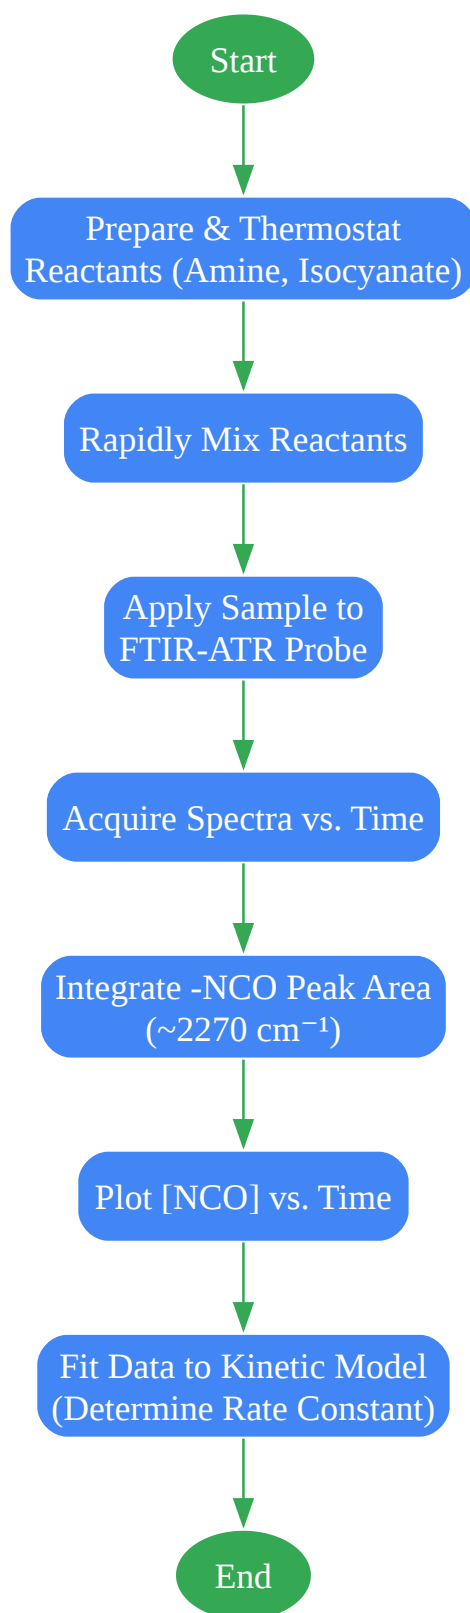 Start
Prepare & Thermostat
Reactants (Amine, Isocyanate)
Rapidly Mix Reactants
Apply Sample to
FTIR-ATR Probe
Acquire Spectra vs. Time
Integrate -NCO Peak Area
(~2270 cm⁻¹)
Plot [NCO] vs. Time
Fit Data to Kinetic Model
(Determine Rate Constant)
End